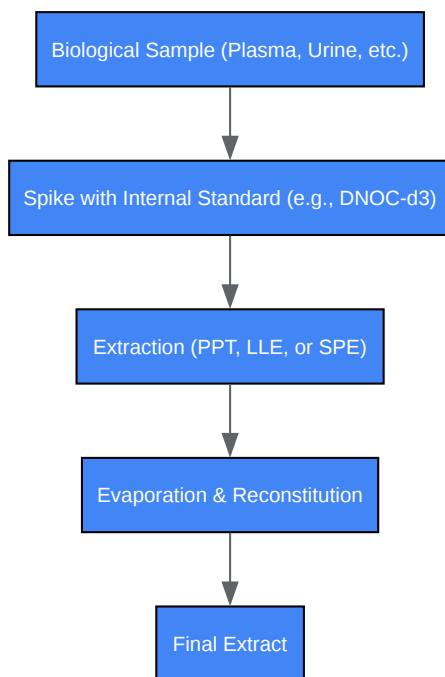 Biological Sample (Plasma, Urine, etc.)
Spike with Internal Standard (e.g., DNOC-d3)
Extraction (PPT, LLE, or SPE)
Evaporation & Reconstitution
Final Extract